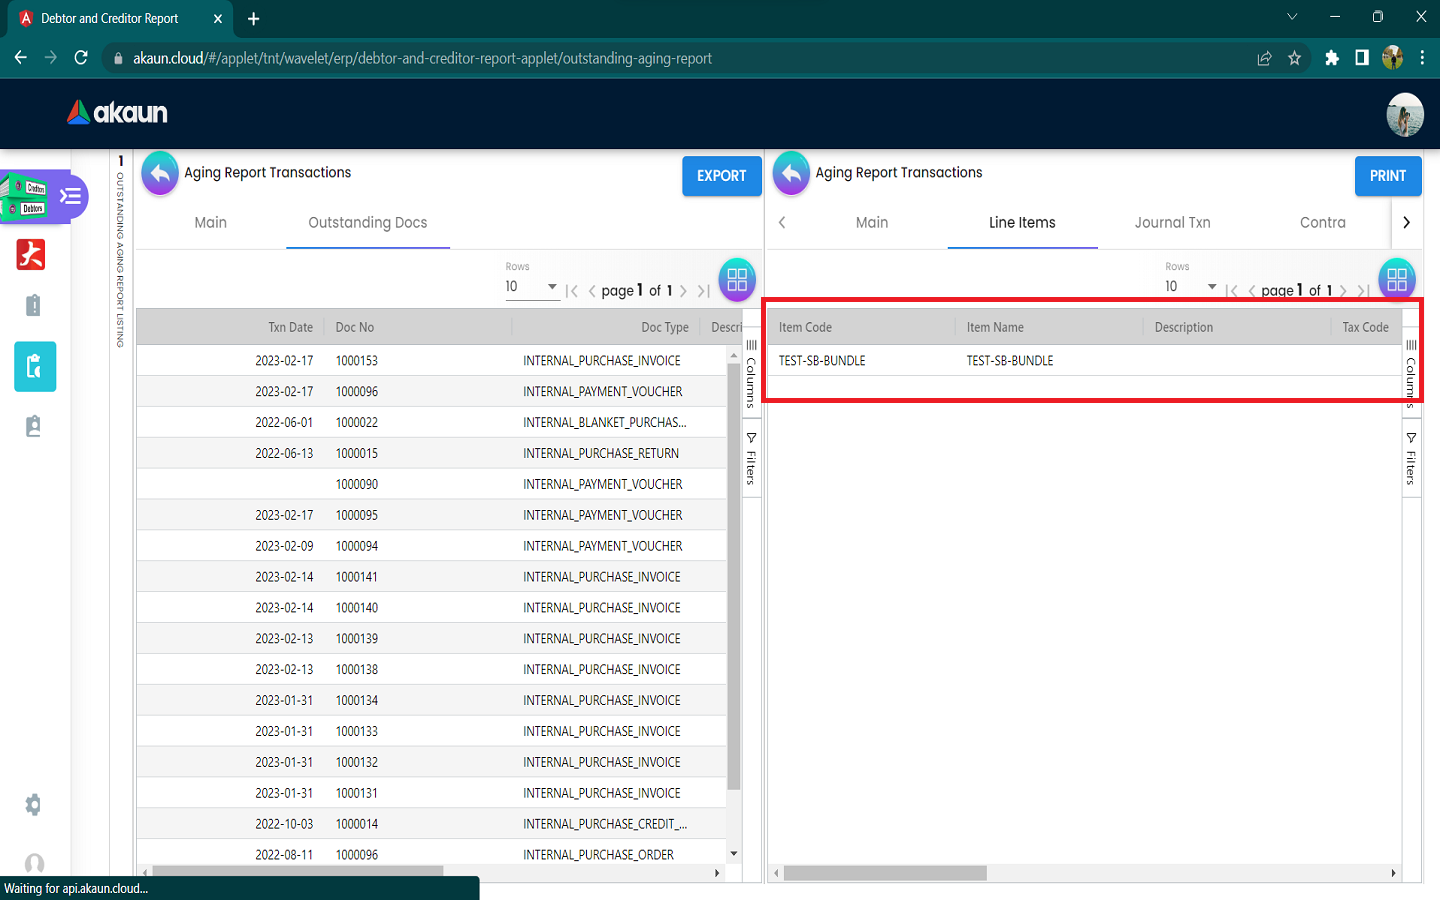 Debtor and Creditor Report
akaun.cloud/#/applet/tnt/wavelet/erp/debtor-and-creditor-report-applet/outstanding-aging-report
akaun
Creditors
Debtors
1 OUTSTANDING AGING REPORT LISTING
Aging Report Transactions
EXPORT
Main
Outstanding Docs
Rows
10
page 1 of 1
Txn Date Doc No Doc Type Descri
2023-02-17 1000153 INTERNAL_PURCHASE_INVOICE
2023-02-17 1000096 INTERNAL_PAYMENT_VOUCHER
2022-06-01 1000022 INTERNAL_BLANKET_PURCHAS...
2022-06-13 1000015 INTERNAL_PURCHASE_RETURN
1000090 INTERNAL_PAYMENT_VOUCHER
2023-02-17 1000095 INTERNAL_PAYMENT_VOUCHER
2023-02-09 1000094 INTERNAL_PAYMENT_VOUCHER
2023-02-14 1000141 INTERNAL_PURCHASE_INVOICE
2023-02-14 1000140 INTERNAL_PURCHASE_INVOICE
2023-02-13 1000139 INTERNAL_PURCHASE_INVOICE
2023-02-13 1000138 INTERNAL_PURCHASE_INVOICE
2023-01-31 1000134 INTERNAL_PURCHASE_INVOICE
2023-01-31 1000133 INTERNAL_PURCHASE_INVOICE
2023-01-31 1000132 INTERNAL_PURCHASE_INVOICE
2023-01-31 1000131 INTERNAL_PURCHASE_INVOICE
2022-10-03 1000014 INTERNAL_PURCHASE_CREDIT_...
2022-08-11 1000096 INTERNAL_PURCHASE_ORDER
Columns
Filters
Aging Report Transactions
PRINT
Main
Line Items
Journal Txn
Contra
Rows
10
page 1 of 1
Item Code Item Name Description Tax Code
TEST-SB-BUNDLE TEST-SB-BUNDLE
Columns
Filters
Waiting for api.akaun.cloud...